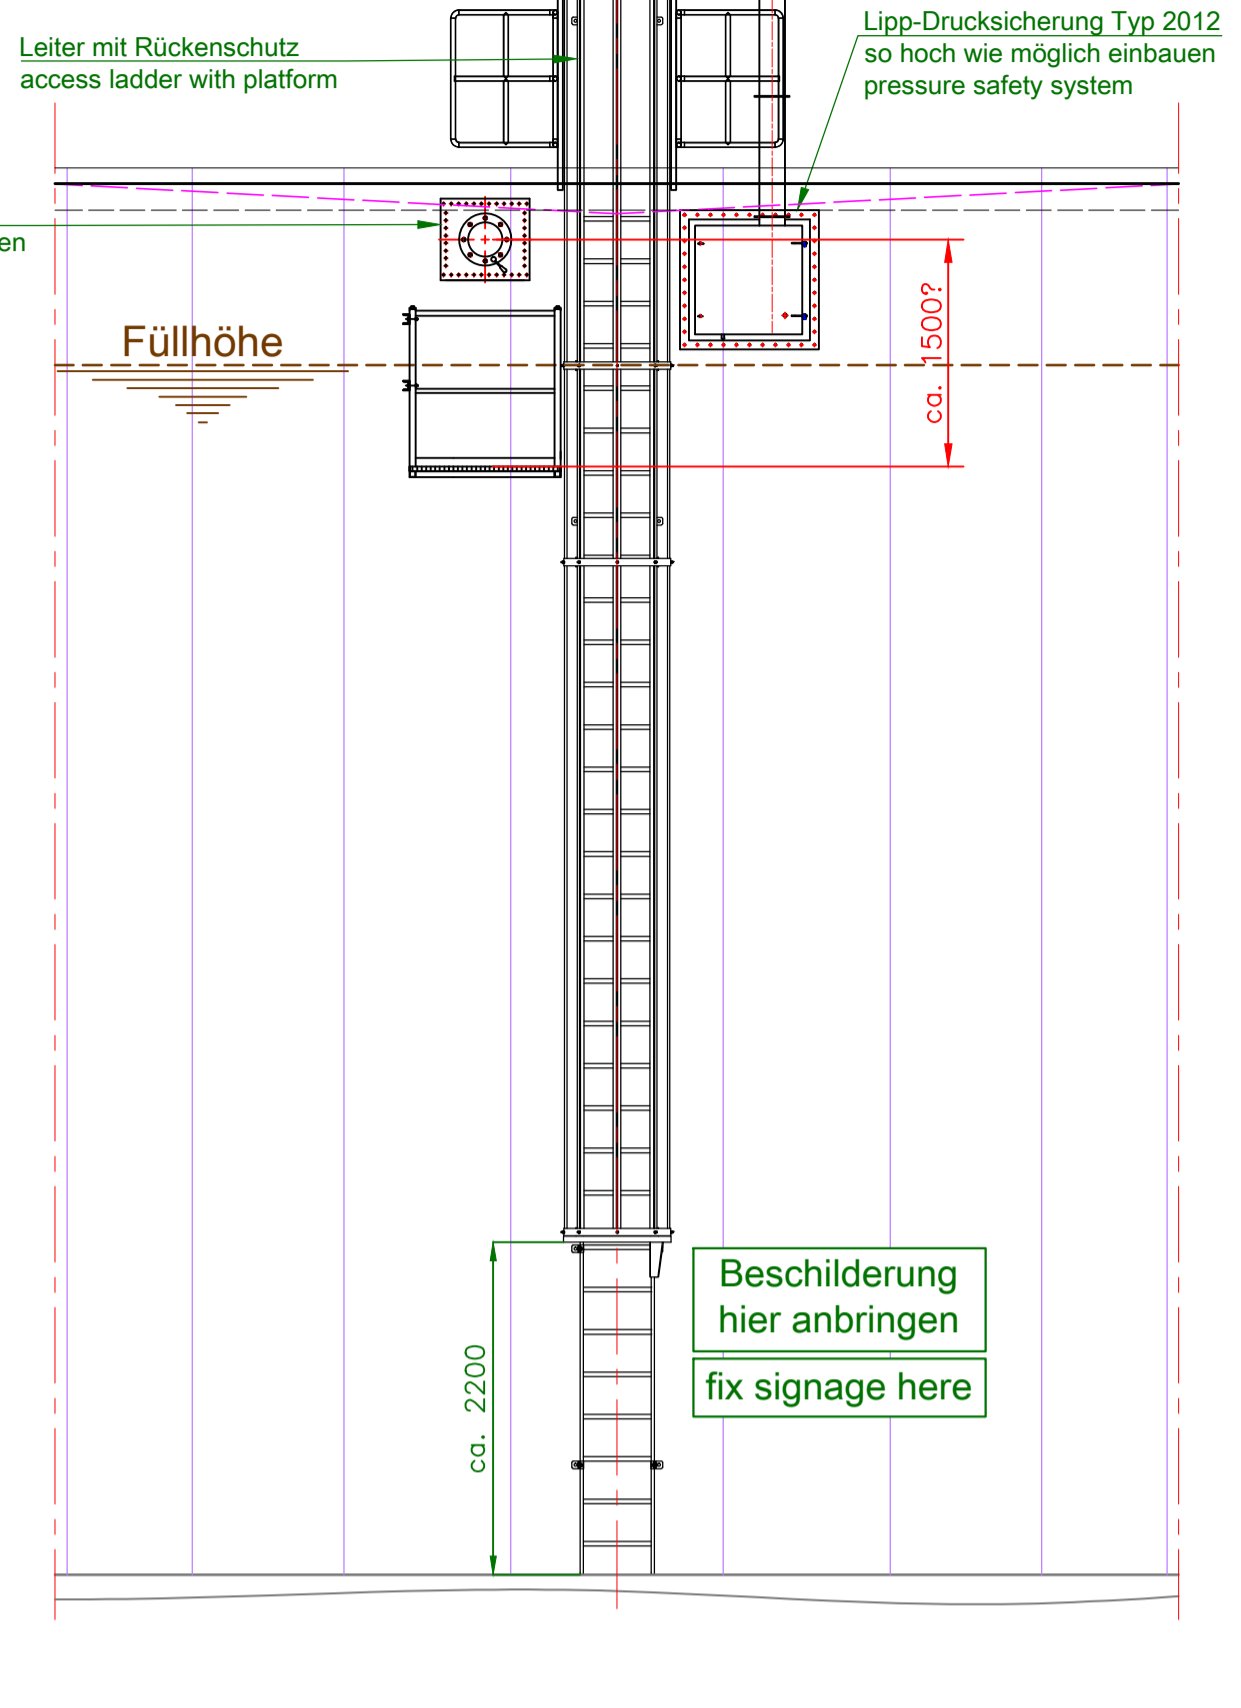 Leiter mit Rückenschutz
access ladder with platform
Lipp-Drucksicherung Typ 2012
so hoch wie möglich einbauen
pressure safety system
en
Füllhöhe
ca. 1500?
ca. 2200
Beschilderung
hier anbringen
fix signage here